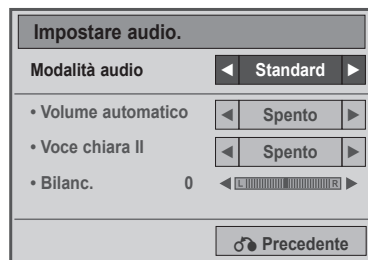 Impostare audio.
Modalità audio ◄ Standard ►
• Volume automatico ◄ Spento ►
• Voce chiara II ◄ Spento ►
• Bilanc. 0 ◄ L R ►
Precedente